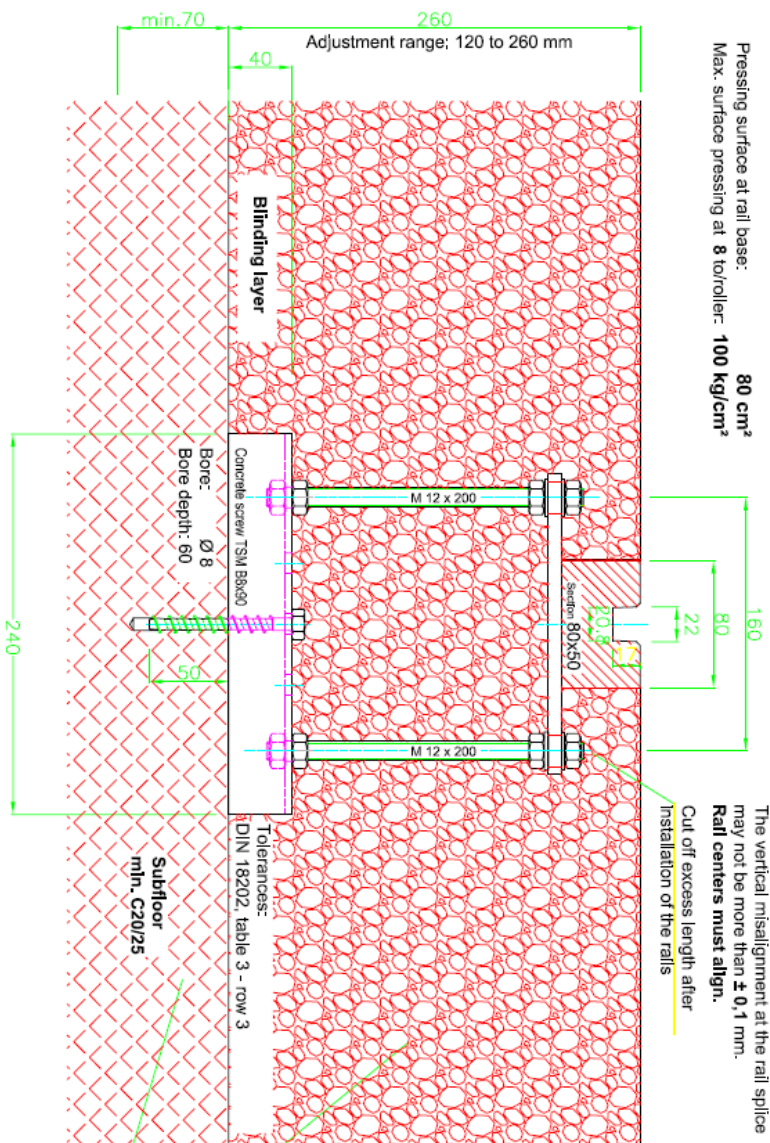 Pressing surface at rail base: 80 cm²
Max. surface pressing at 8 to/roller: 100 kg/cm²
The vertical misalignment at the rail splice
may not be more than ± 0,1 mm.
Rail centers must align.
Cut off excess length after
Installation of the rails
min.70
260
Adjustment range: 120 to 260 mm
40
160
80
22
20.8
17
Section 80x50
M 12 x 200
M 12 x 200
Blinding layer
Concrete screw TSM B8x90
Bore: Ø 8
Bore depth: 60
50
240
Tolerances:
DIN 18202, table 3 - row 3
Subfloor
min. C20/25